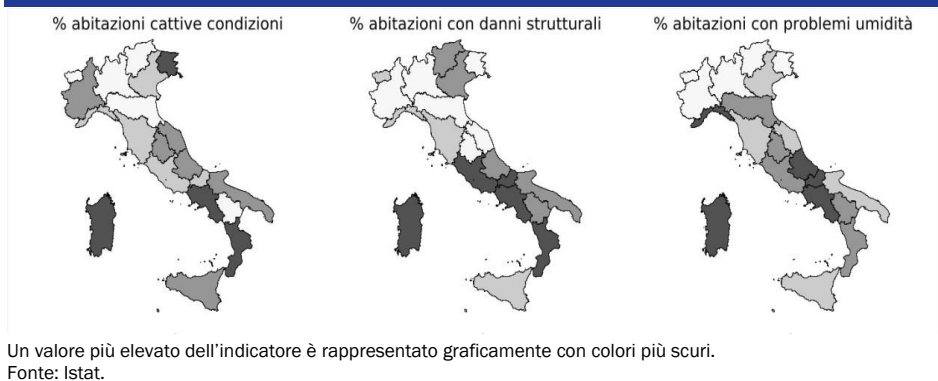 % abitazioni cattive condizioni
% abitazioni con danni strutturali
% abitazioni con problemi umidità
Un valore più elevato dell'indicatore è rappresentato graficamente con colori più scuri.
Fonte: Istat.